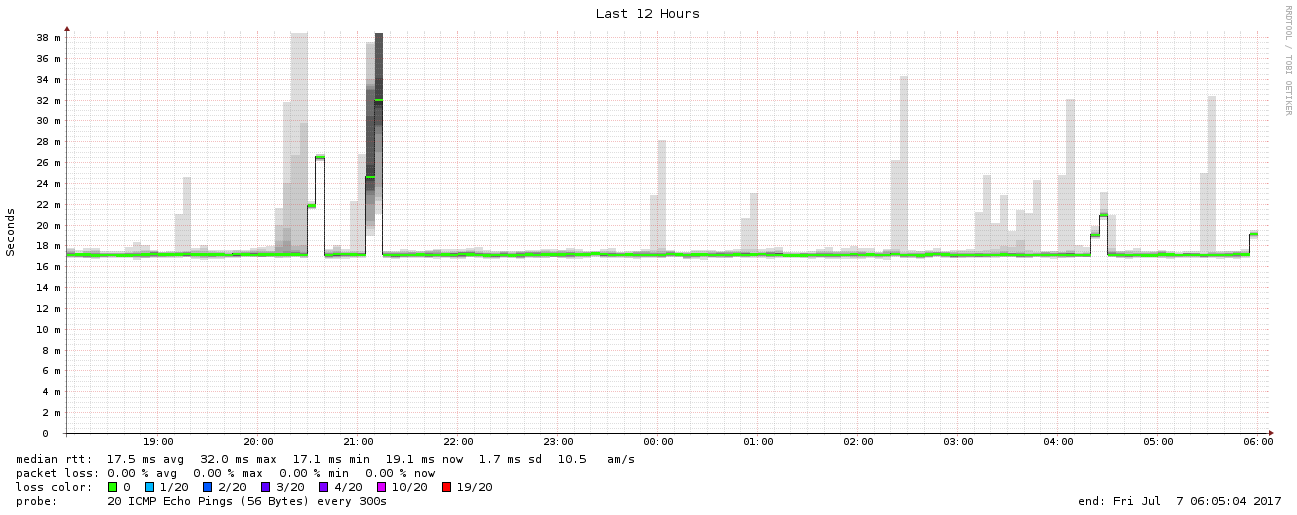 Last 12 Hours
RRDTOOL / TOBI OETIKER
Seconds
38 m
36 m
34 m
32 m
30 m
28 m
26 m
24 m
22 m
20 m
18 m
16 m
14 m
12 m
10 m
8 m
6 m
4 m
2 m
0
19:00 20:00 21:00 22:00 23:00 00:00 01:00 02:00 03:00 04:00 05:00 06:00
median rtt: 17.5 ms avg 32.0 ms max 17.1 ms min 19.1 ms now 1.7 ms sd 10.5 am/s
packet loss: 0.00 % avg 0.00 % max 0.00 % min 0.00 % now
loss color: 0 1/20 2/20 3/20 4/20 10/20 19/20
probe: 20 ICMP Echo Pings (56 Bytes) every 300s end: Fri Jul 7 06:05:04 2017